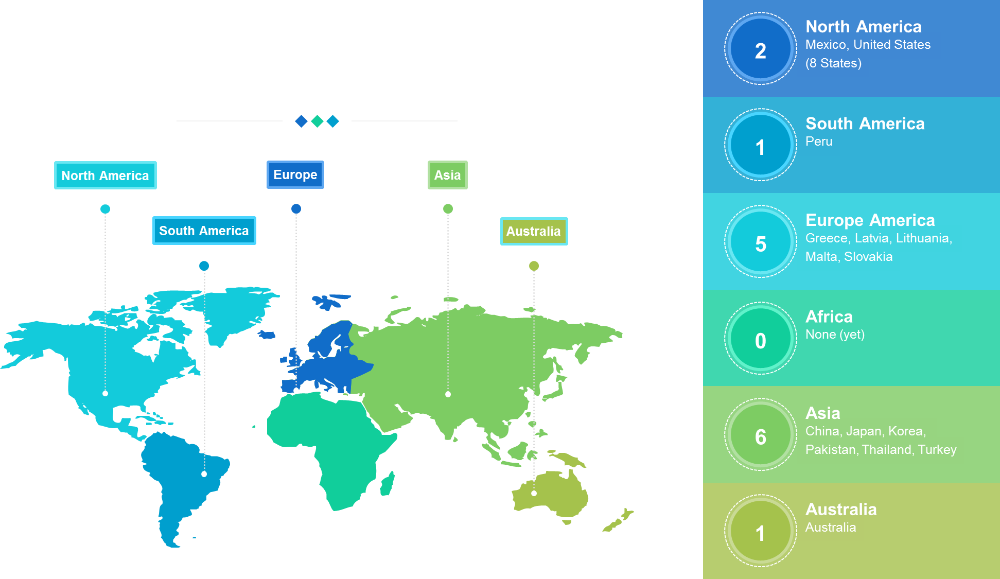 North America
Europe
Asia
South America
Australia
2
North America
Mexico, United States
(8 States)
1
South America
Peru
5
Europe America
Greece, Latvia, Lithuania,
Malta, Slovakia
0
Africa
None (yet)
6
Asia
China, Japan, Korea,
Pakistan, Thailand, Turkey
1
Australia
Australia